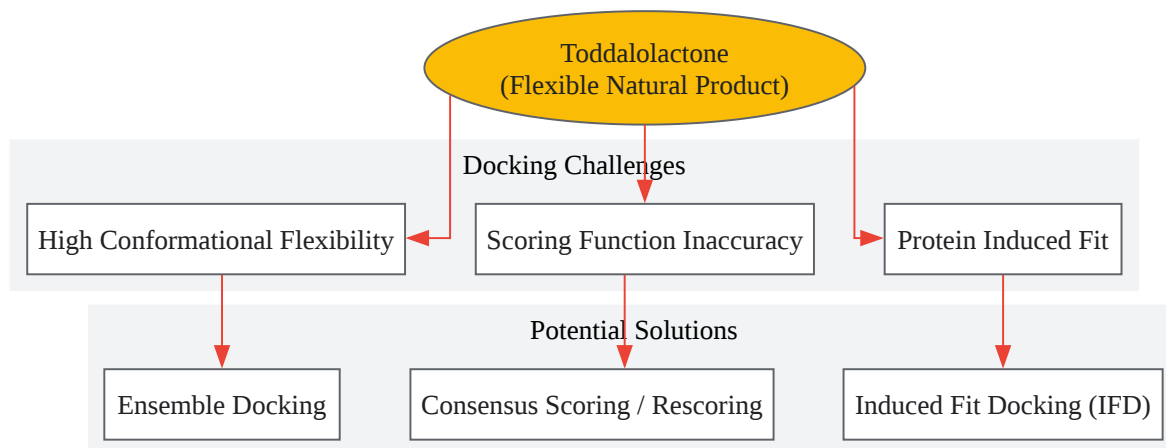 Toddalolactone
(Flexible Natural Product)
Docking Challenges
High Conformational Flexibility
Scoring Function Inaccuracy
Protein Induced Fit
Potential Solutions
Ensemble Docking
Consensus Scoring / Rescoring
Induced Fit Docking (IFD)